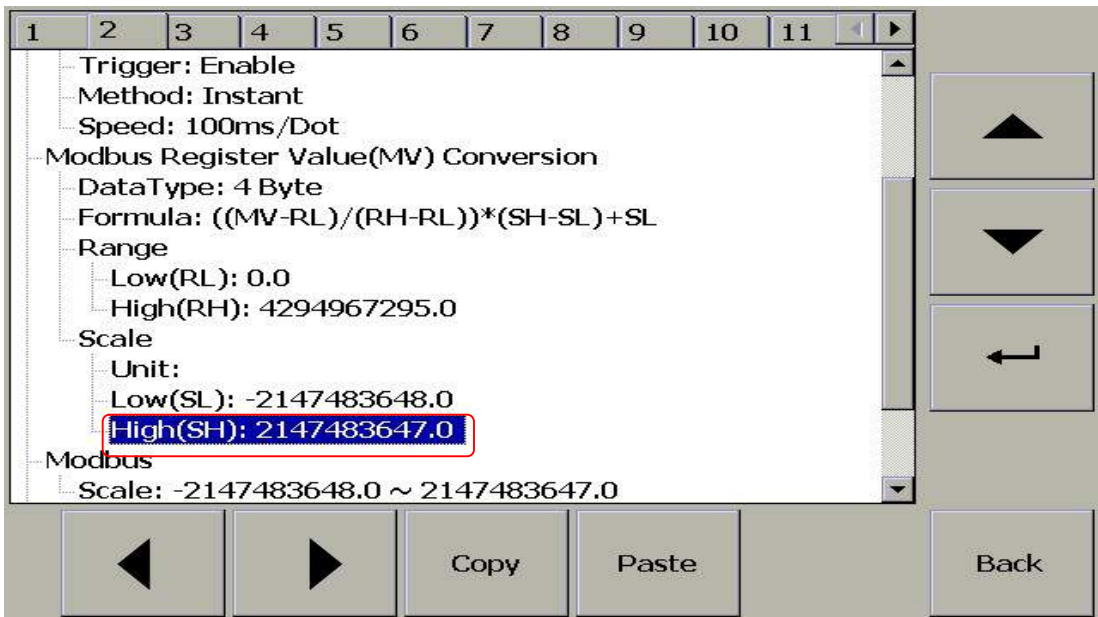 1 2 3 4 5 6 7 8 9 10 11
Trigger: Enable
Method: Instant
Speed: 100ms/Dot
Modbus Register Value(MV) Conversion
DataType: 4 Byte
Formula: ((MV-RL)/(RH-RL))*(SH-SL)+SL
Range
Low(RL): 0.0
High(RH): 4294967295.0
Scale
Unit:
Low(SL): -2147483648.0
High(SH): 2147483647.0
Modbus
Scale: -2147483648.0 ~ 2147483647.0
Copy Paste Back